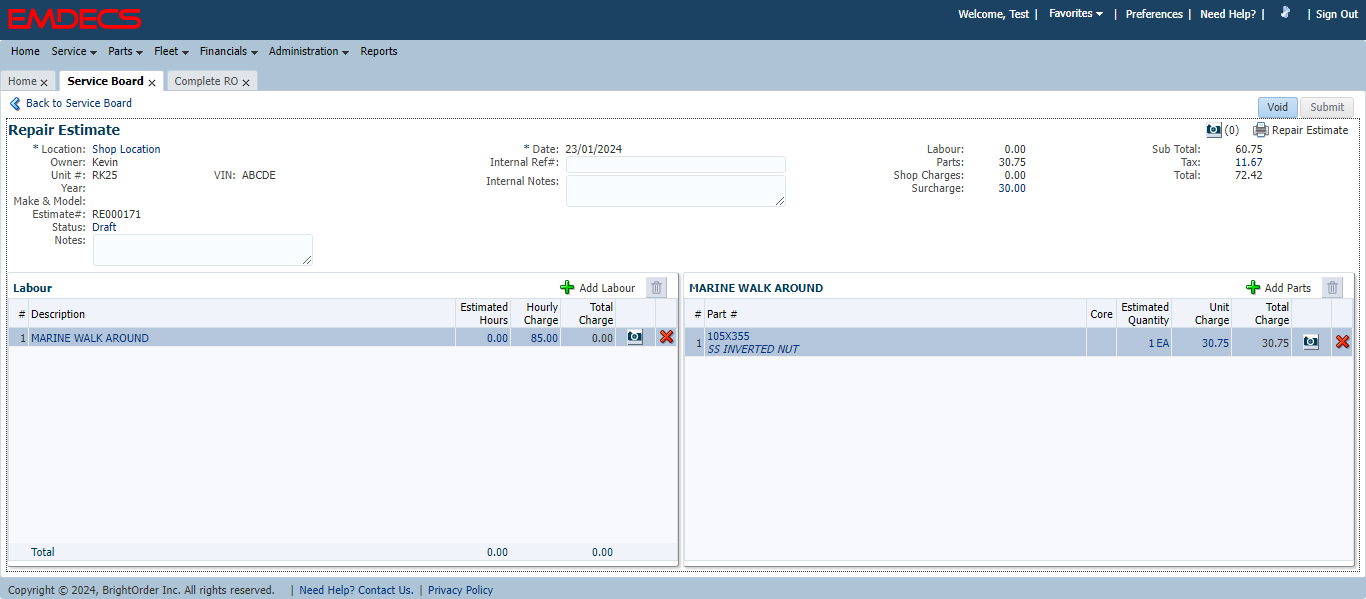 EMDECS
Welcome, Test | Favorites | Preferences | Need Help? | | Sign Out
Home Service Parts Fleet Financials Administration Reports
Home Service Board Complete RO
Back to Service Board
Void Submit
Repair Estimate
(0) Repair Estimate
* Location: Shop Location
Owner: Kevin
Unit #: RK25 VIN: ABCDE
Year:
Make & Model:
Estimate#: RE000171
Status: Draft
Notes:
* Date: 23/01/2024
Internal Ref#:
Internal Notes:
Labour: 0.00
Parts: 30.75
Shop Charges: 0.00
Surcharge: 30.00
Sub Total: 60.75
Tax: 11.67
Total: 72.42
Labour Add Labour
# Description Estimated Hours Hourly Charge Total Charge
1 MARINE WALK AROUND 0.00 85.00 0.00
Total 0.00 0.00
MARINE WALK AROUND Add Parts
# Part # Core Estimated Quantity Unit Charge Total Charge
1 105X355 1 EA 30.75 30.75
SS INVERTED NUT
Copyright © 2024, BrightOrder Inc. All rights reserved. | Need Help? Contact Us. | Privacy Policy